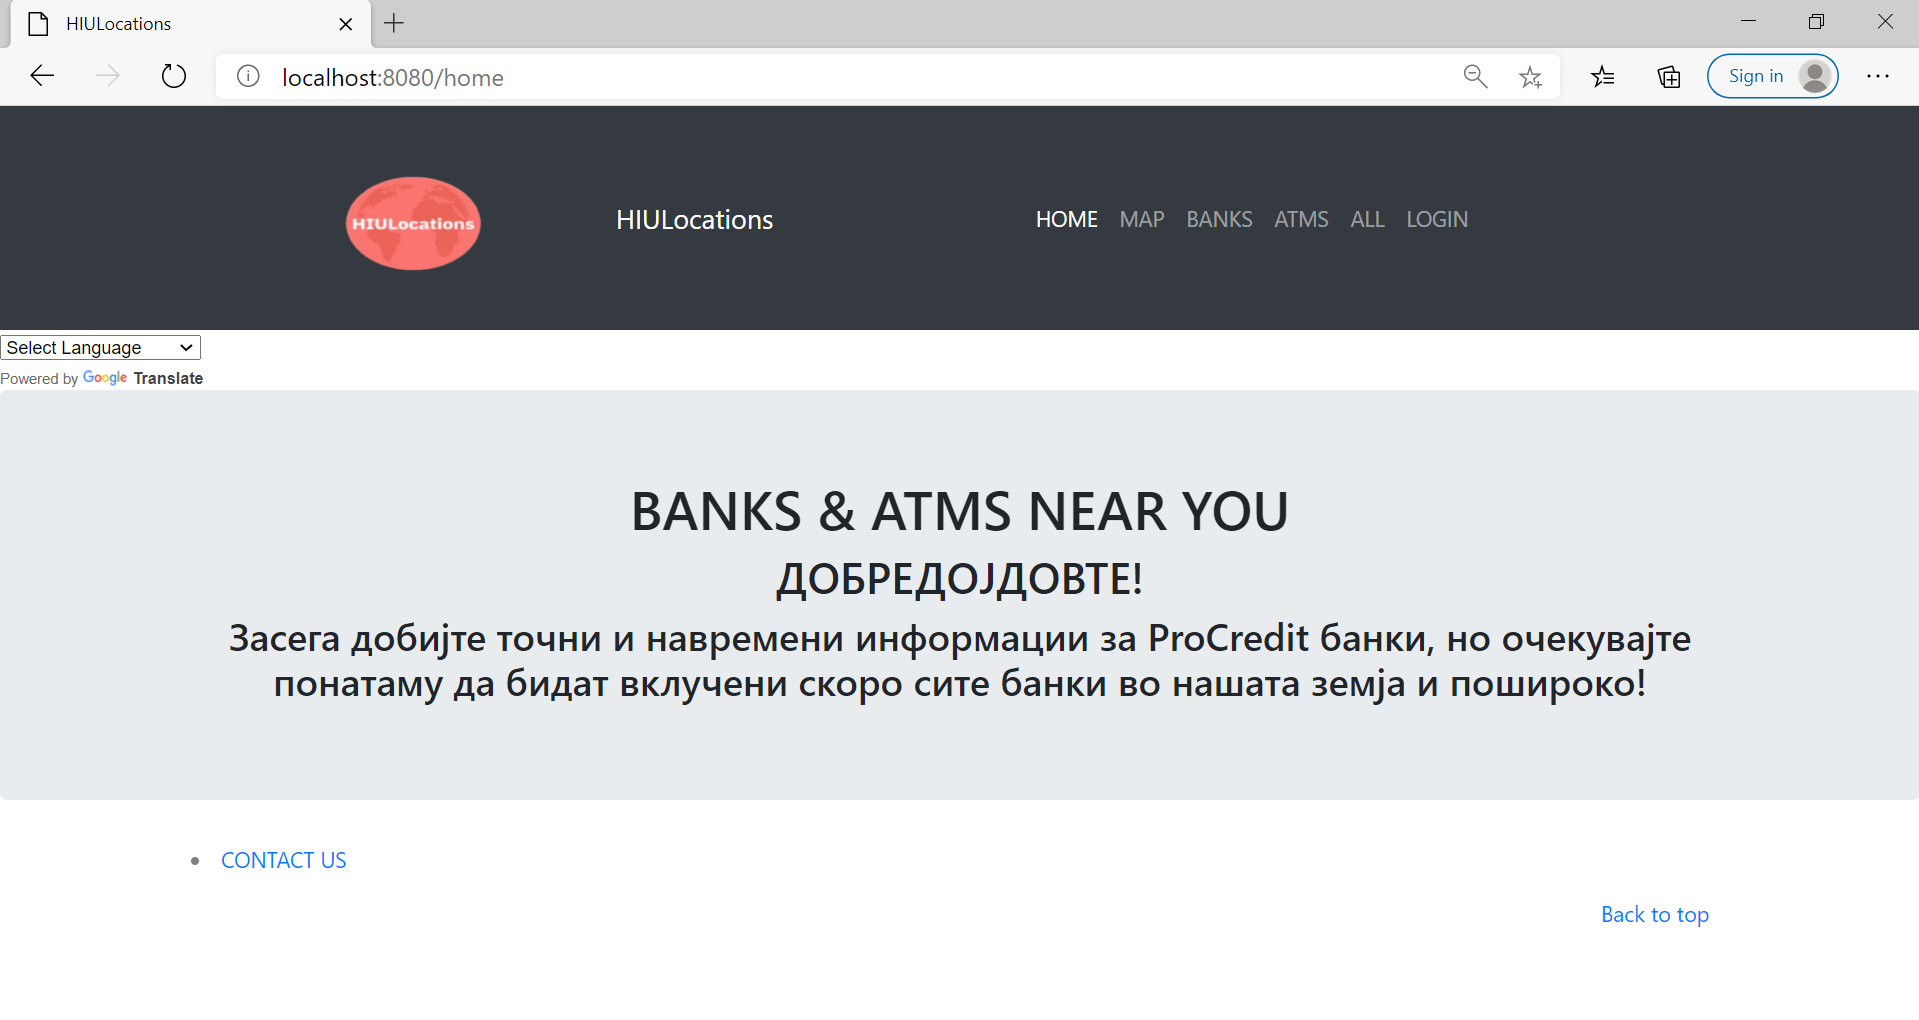 HIULocations
localhost:8080/home
Sign in
HIULocations
HIULocations
HOME MAP BANKS ATMS ALL LOGIN
Select Language
Powered by Google Translate
BANKS & ATMS NEAR YOU
ДОБРЕДОЈДОВТЕ!
Засега добијте точни и навремени информации за ProCredit банки, но очекувајте
понатаму да бидат вклучени скоро сите банки во нашата земја и пошироко!
CONTACT US
Back to top